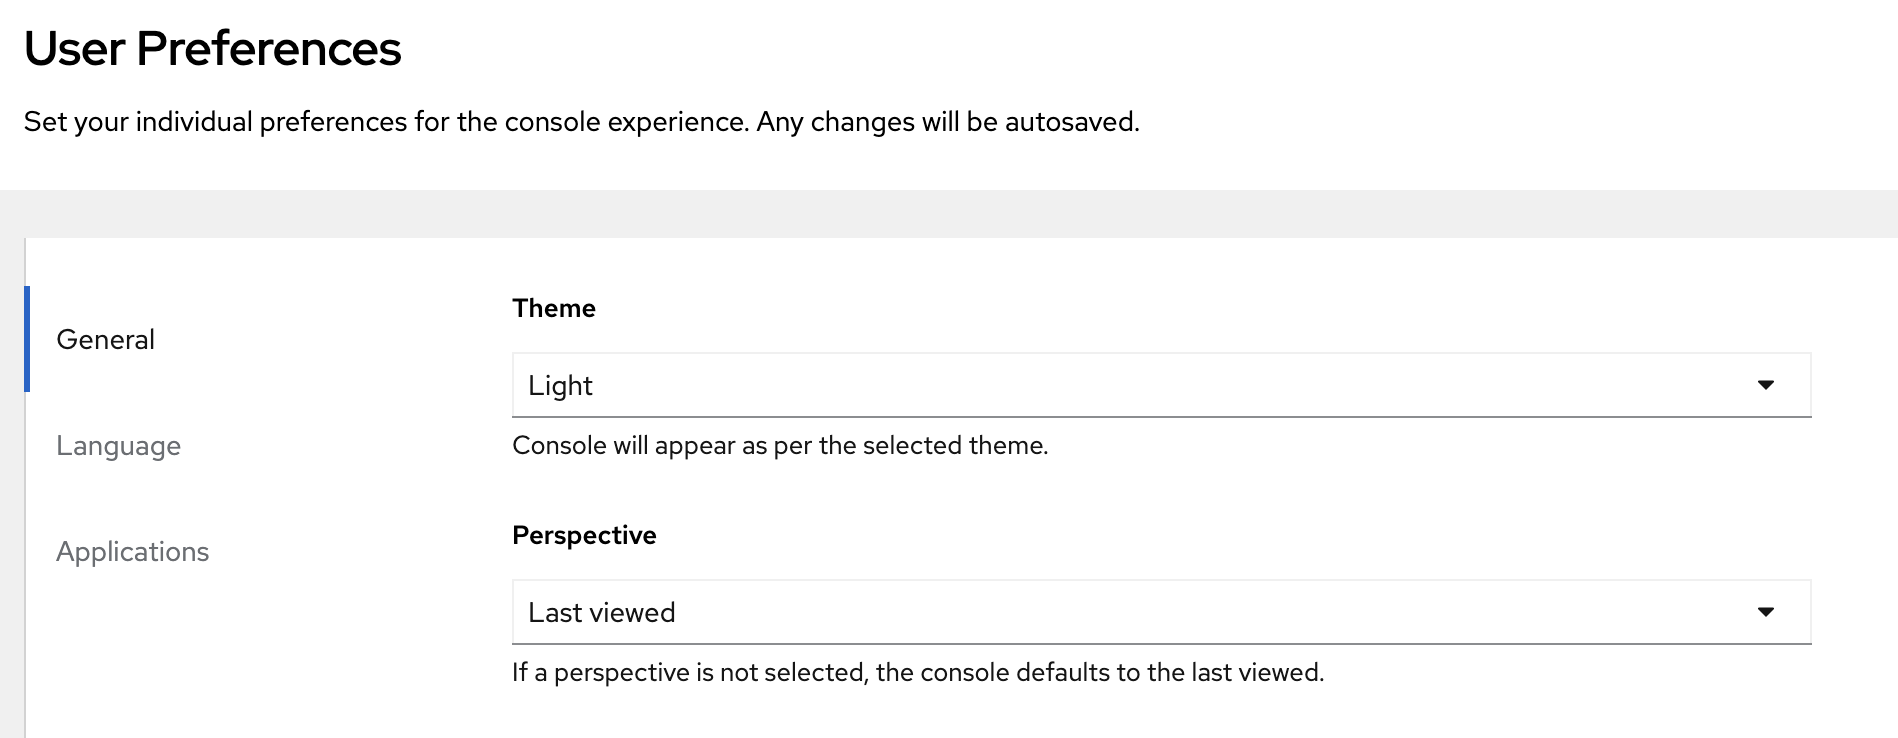 User Preferences
Set your individual preferences for the console experience. Any changes will be autosaved.
General
Language
Applications
Theme
Light
Console will appear as per the selected theme.
Perspective
Last viewed
If a perspective is not selected, the console defaults to the last viewed.